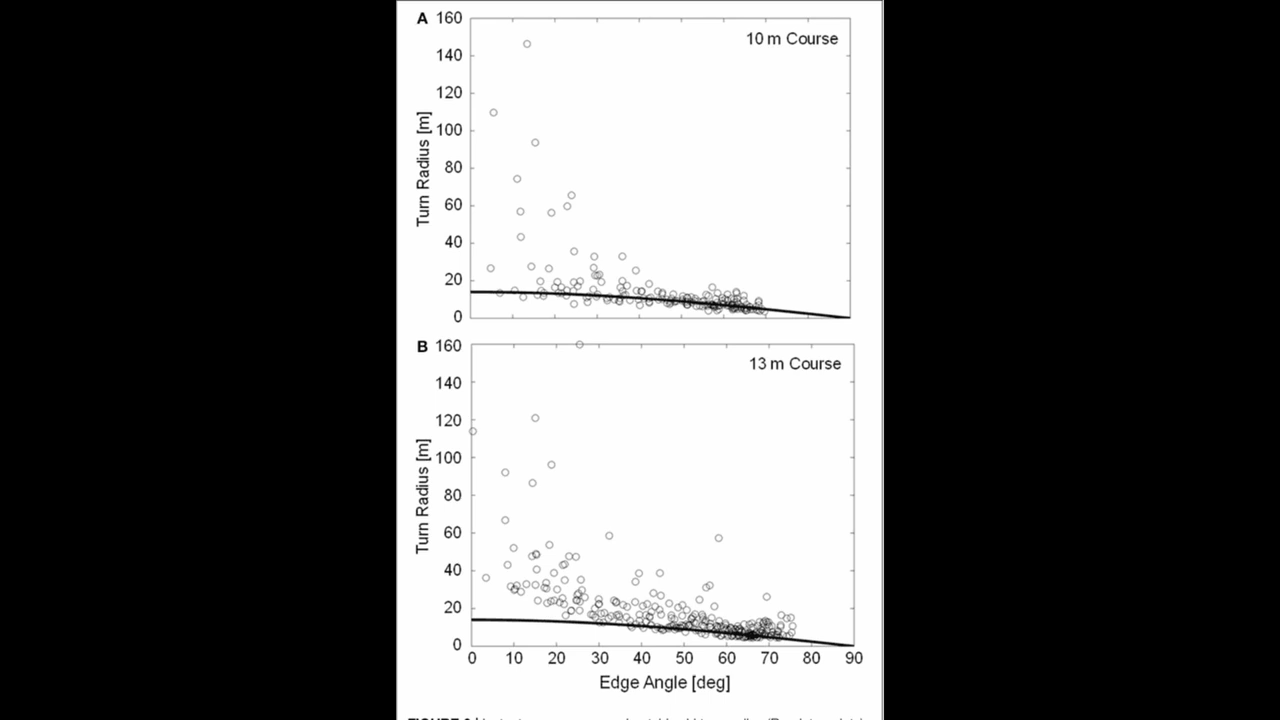 A
160
10 m Course
140
120
100
80
60
40
20
0
Turn Radius [m]
B
160
13 m Course
140
120
100
80
60
40
20
0
Turn Radius [m]
0 10 20 30 40 50 60 70 80 90
Edge Angle [deg]